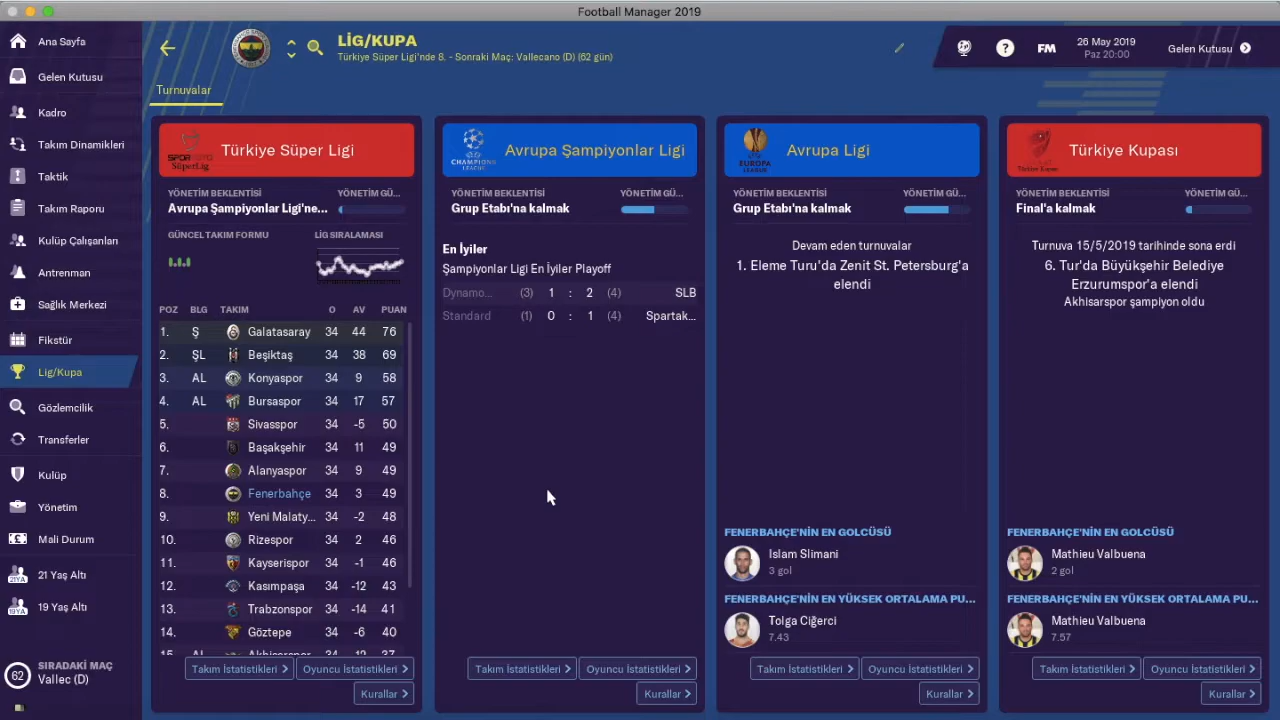 Football Manager 2019
Ana Sayfa
Gelen Kutusu
Kadro
Takım Dinamikleri
Taktik
Takım Raporu
Kulüp Çalışanları
Antrenman
Sağlık Merkezi
Fikstür
Lig/Kupa
Gözlemcilik
Transferler
Kulüp
Yönetim
Mali Durum
21 Yaş Altı
19 Yaş Altı
62
SIRADAKİ MAÇ
Vallec (D)
LİG/KUPA
Türkiye Süper Ligi'nde 8. - Sonraki Maç: Vallecano (D) (62 gün)
FM
26 May 2019
Paz 20:00
Gelen Kutusu
Turnuvalar
Türkiye Süper Ligi
YÖNETİM BEKLENTİSİ YÖNETİM GÜ...
Avrupa Şampiyonlar Ligi'ne...
GÜNCEL TAKIM FORMU LİG SIRALAMASI
POZ BLG TAKIM O AV PUAN
1. Ş Galatasaray 34 44 76
2. ŞL Beşiktaş 34 38 69
3. AL Konyaspor 34 9 58
4. AL Bursaspor 34 17 57
5. Sivasspor 34 -5 50
6. Başakşehir 34 11 49
7. Alanyaspor 34 9 49
8. Fenerbahçe 34 3 49
9. Yeni Malaty... 34 -2 48
10. Rizespor 34 2 46
11. Kayserispor 34 -1 46
12. Kasımpaşa 34 -12 43
13. Trabzonspor 34 -14 41
14. Göztepe 34 -6 40
Takım İstatistikleri
Oyuncu İstatistikleri
Kurallar
CHAMPIONS LEAGUE
Avrupa Şampiyonlar Ligi
YÖNETİM BEKLENTİSİ YÖNETİM GÜ...
Grup Etabı'na kalmak
En İyiler
Şampiyonlar Ligi En İyiler Playoff
Dynamo... (3) 1 : 2 (4) SLB
Standard (1) 0 : 1 (4) Spartak...
Takım İstatistikleri
Oyuncu İstatistikleri
Kurallar
EUROPA LEAGUE
Avrupa Ligi
YÖNETİM BEKLENTİSİ YÖNETİM GÜ...
Grup Etabı'na kalmak
Devam eden turnuvalar
1. Eleme Turu'da Zenit St. Petersburg'a
elendi
FENERBAHÇE'NİN EN GOLCÜSÜ
Islam Slimani
3 gol
FENERBAHÇE'NİN EN YÜKSEK ORTALAMA PU...
Tolga Ciğerci
7.43
Takım İstatistikleri
Oyuncu İstatistikleri
Kurallar
Türkiye Kupası
YÖNETİM BEKLENTİSİ YÖNETİM GÜ...
Final'a kalmak
Turnuva 15/5/2019 tarihinde sona erdi
6. Tur'da Büyükşehir Belediye
Erzurumspor'a elendi
Akhisarspor şampiyon oldu
FENERBAHÇE'NİN EN GOLCÜSÜ
Mathieu Valbuena
2 gol
FENERBAHÇE'NİN EN YÜKSEK ORTALAMA PU...
Mathieu Valbuena
7.57
Takım İstatistikleri
Oyuncu İstatistikleri
Kurallar